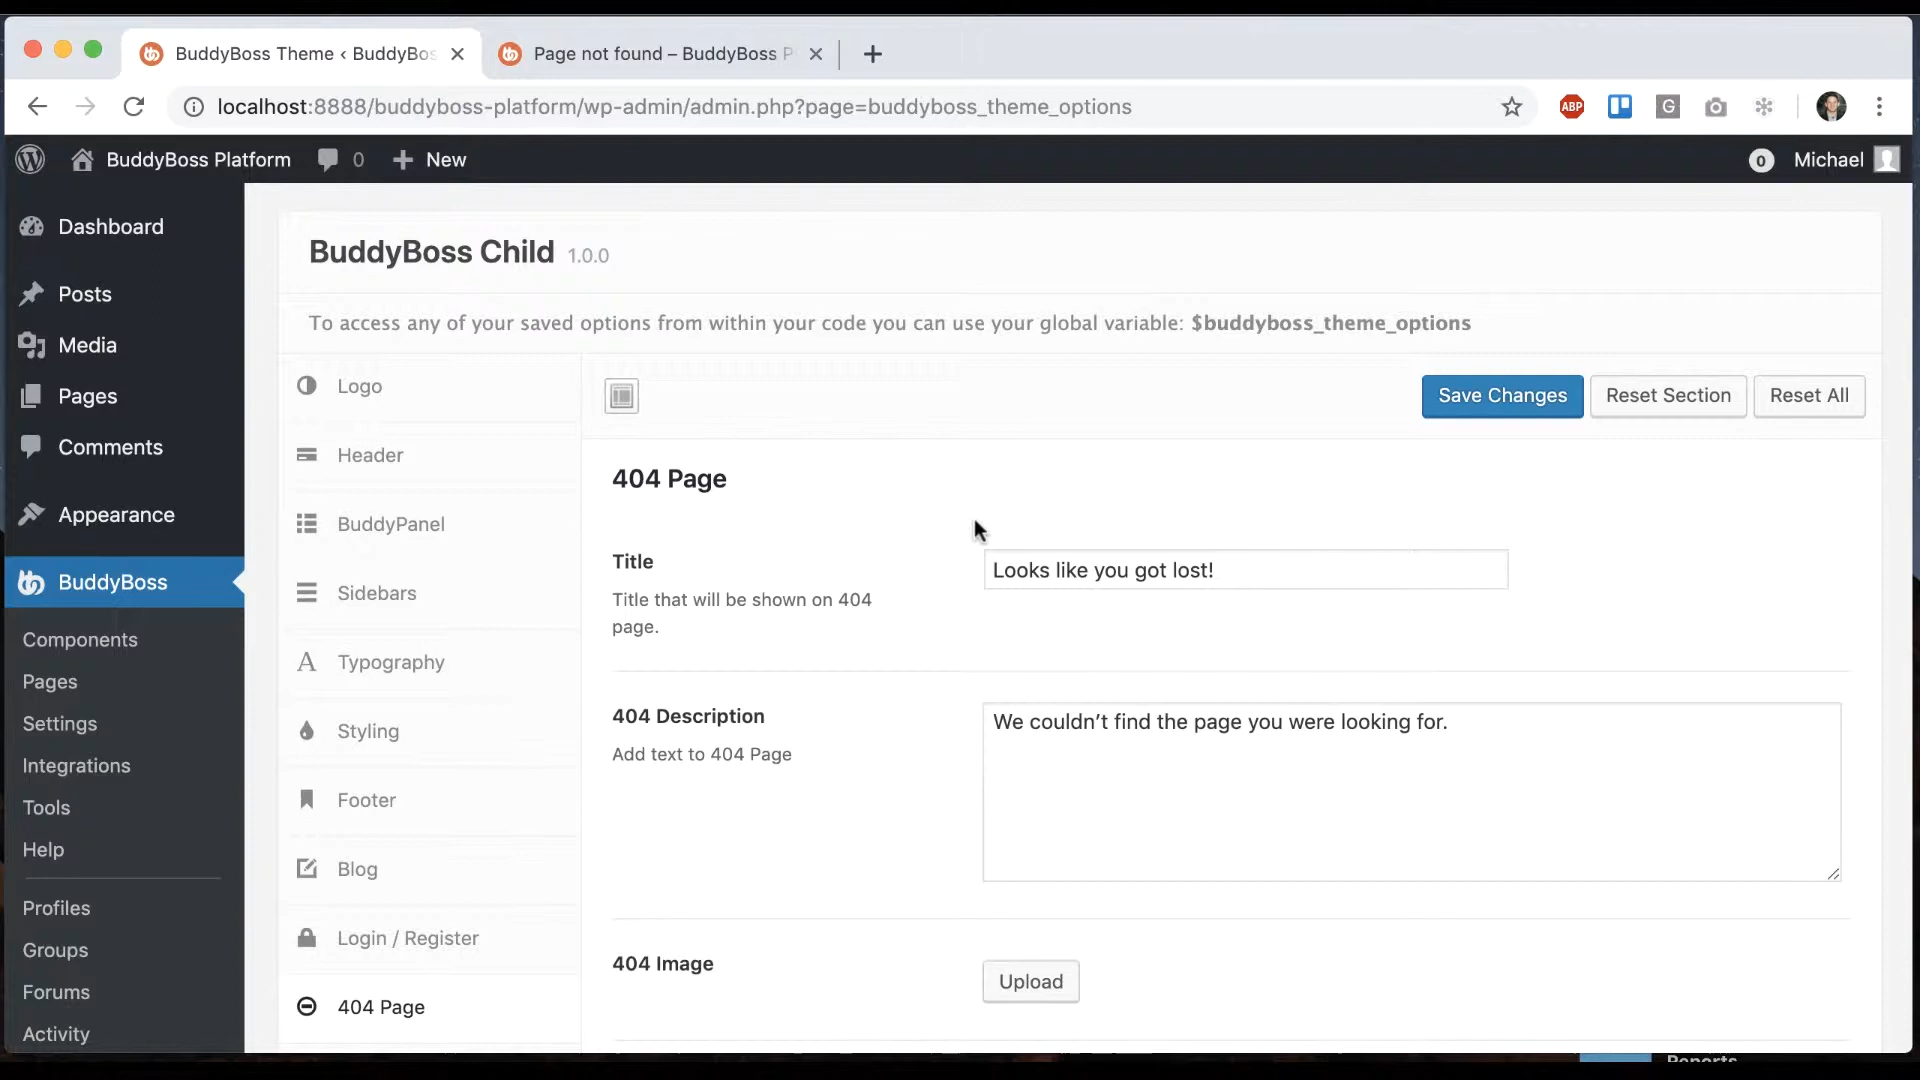 BuddyBoss Theme ‹ BuddyBos
Page not found – BuddyBoss P
localhost:8888/buddyboss-platform/wp-admin/admin.php?page=buddyboss_theme_options
ABP
G
BuddyBoss Platform
0
New
0
Michael
Dashboard
Posts
Media
Pages
Comments
Appearance
BuddyBoss
Components
Pages
Settings
Integrations
Tools
Help
Profiles
Groups
Forums
Activity
BuddyBoss Child 1.0.0
To access any of your saved options from within your code you can use your global variable: $buddyboss_theme_options
Logo
Header
BuddyPanel
Sidebars
A Typography
Styling
Footer
Blog
Login / Register
404 Page
Save Changes
Reset Section
Reset All
404 Page
Title
Title that will be shown on 404
page.
Looks like you got lost!
404 Description
Add text to 404 Page
We couldn’t find the page you were looking for.
404 Image
Upload
Reports